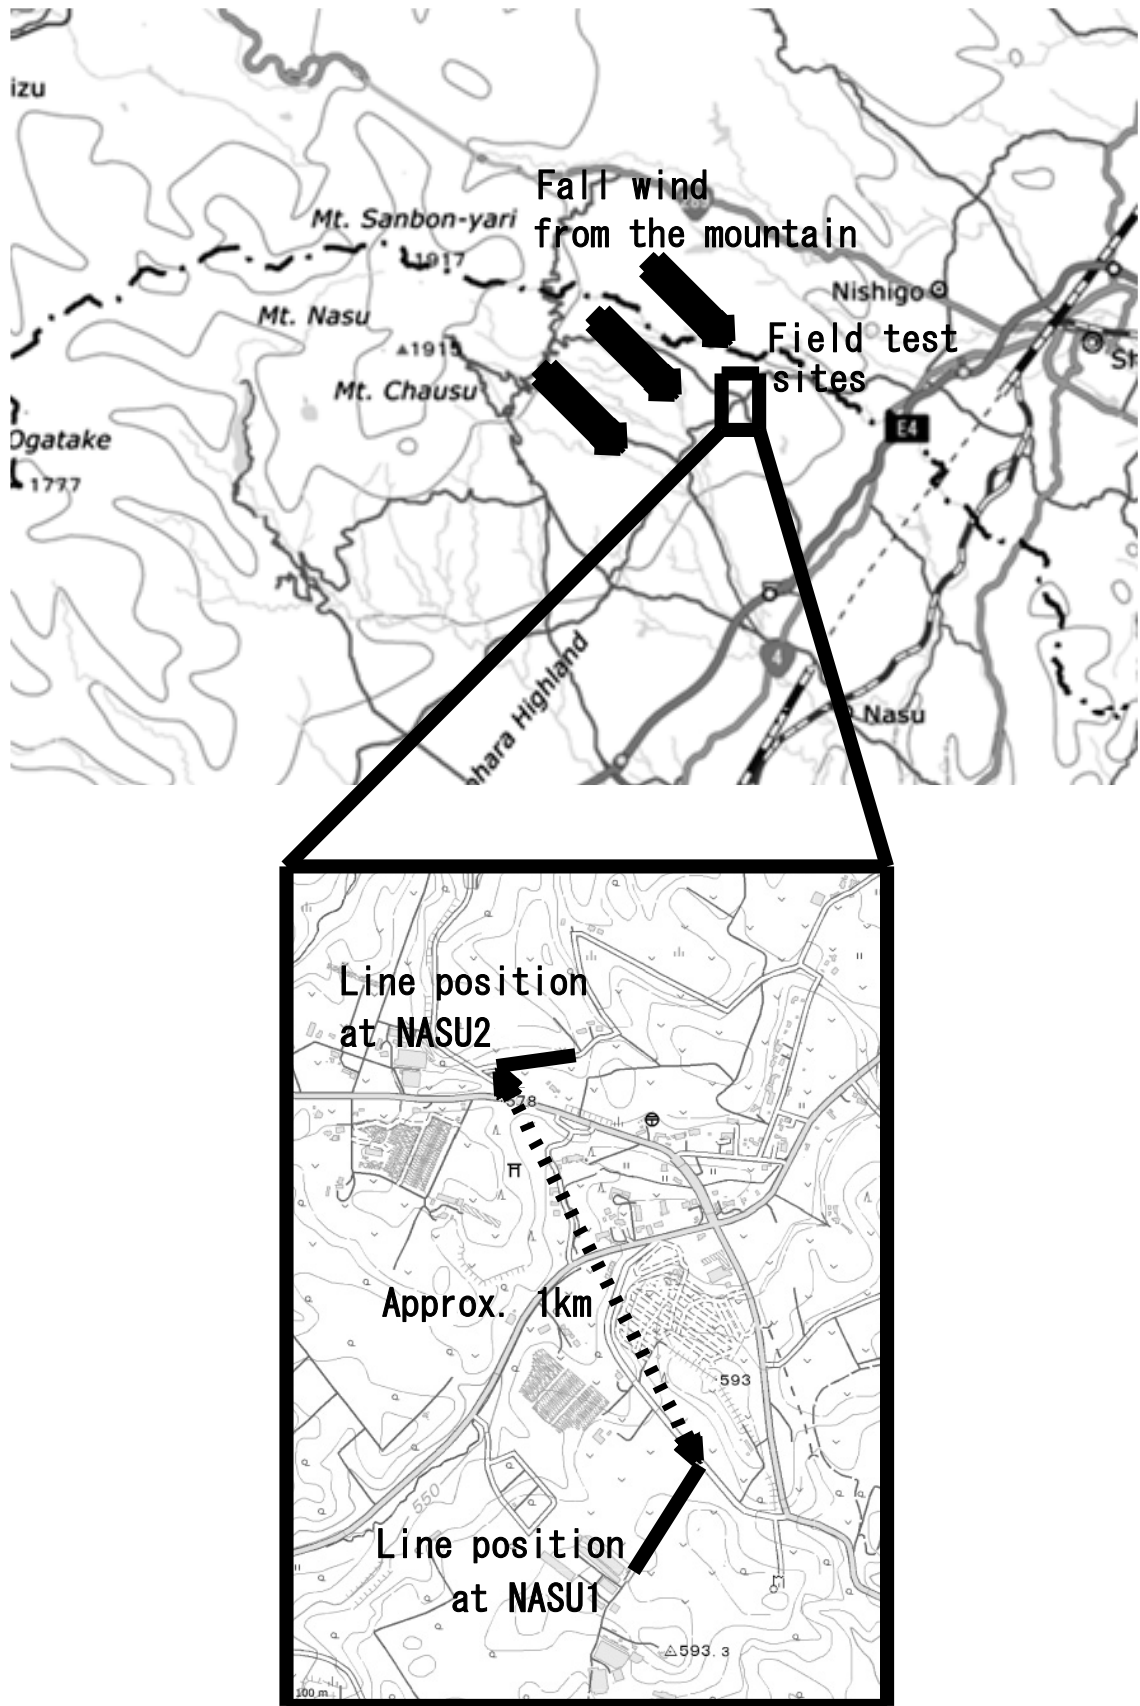 izu
Fall wind
from the mountain
Mt. Sanbon-yari
1917
Nishigo
Mt. Nasu
Field test
sites
1915
Mt. Chausu
E4
Ogatake
1777
4
Nasu
Highland
Line position
at NASU2
578
Approx. 1km
593
550
Line position
at NASU1
593.3
100 m